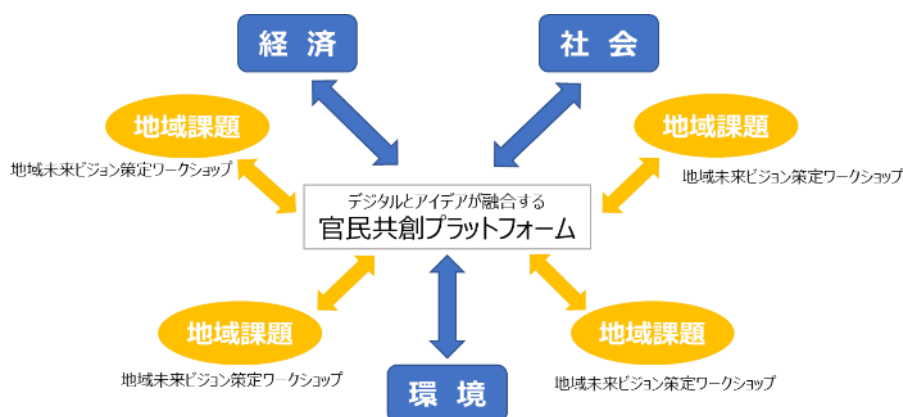 経 済
社 会
地域課題
地域未来ビジョン策定ワークショップ
地域課題
地域未来ビジョン策定ワークショップ
デジタルとアイデアが融合する
官民共創プラットフォーム
地域課題
地域未来ビジョン策定ワークショップ
地域課題
地域未来ビジョン策定ワークショップ
環 境